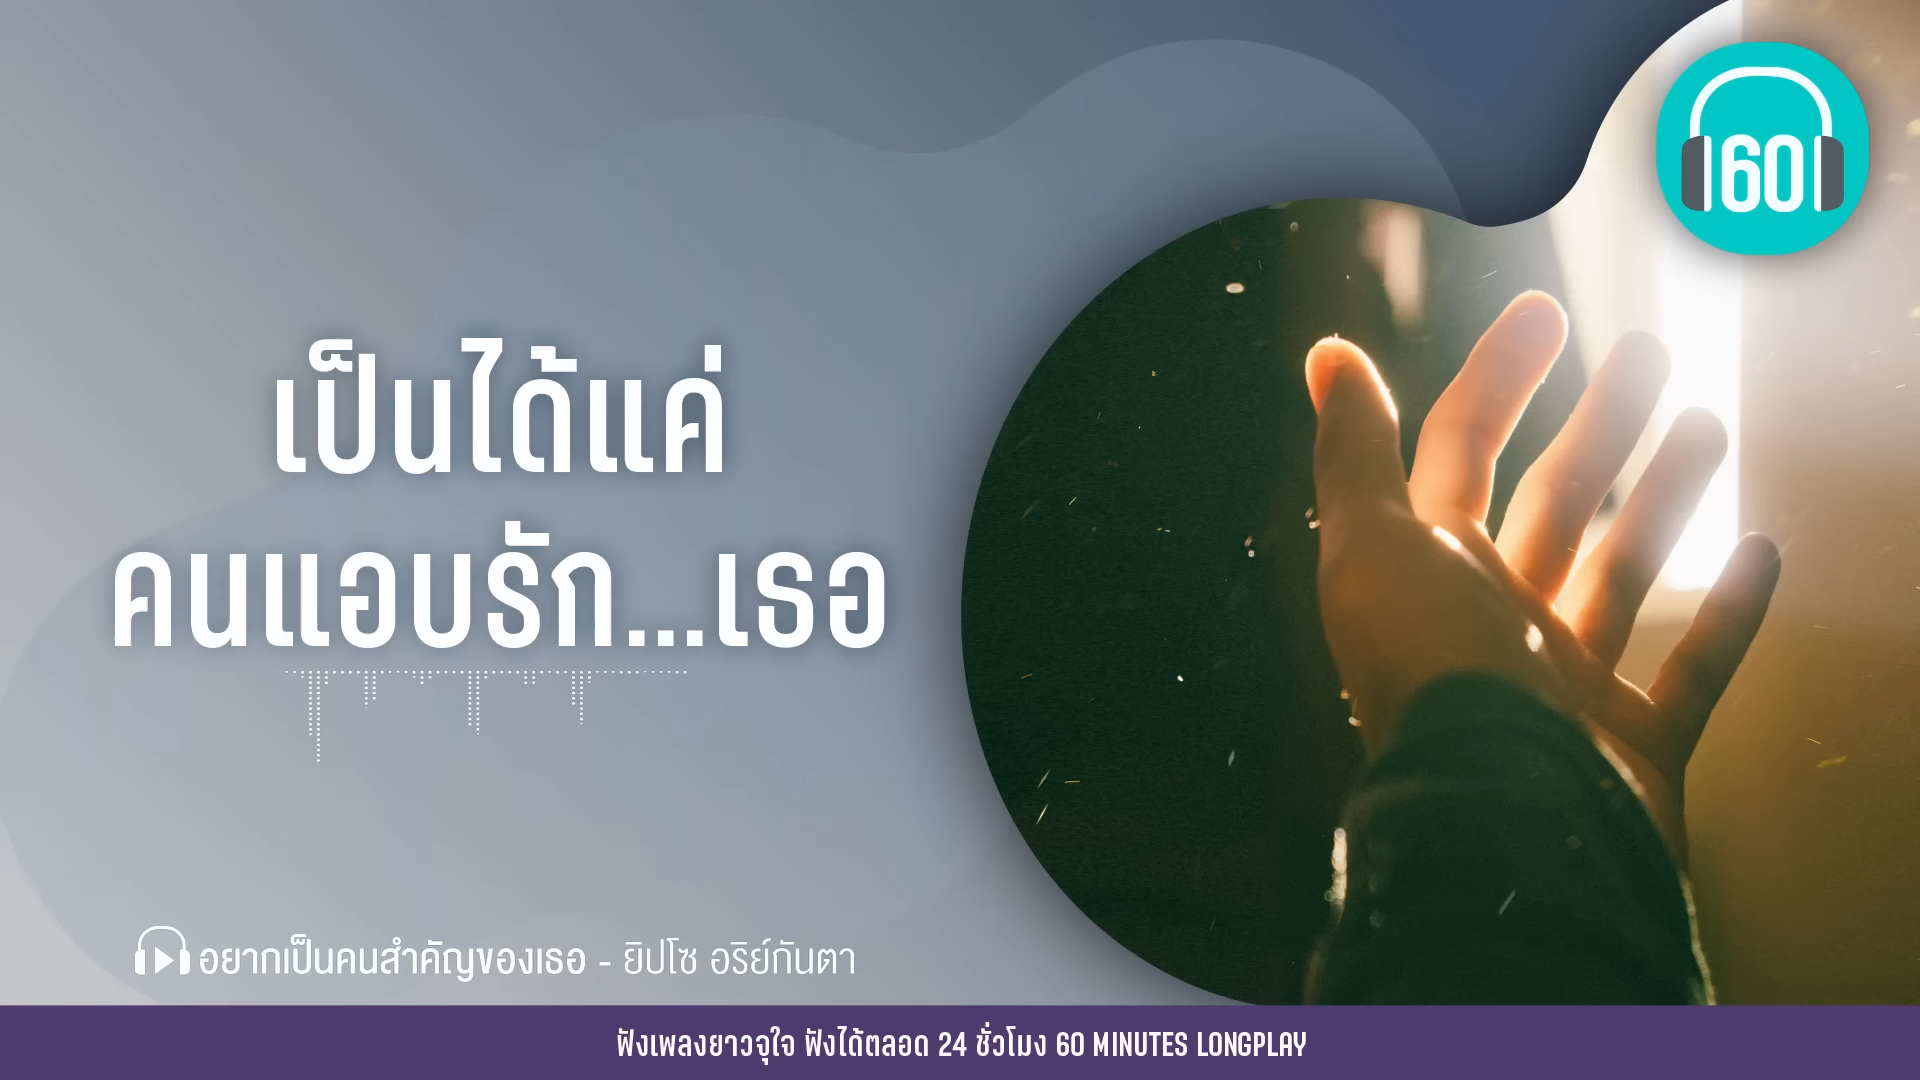 60
เป็นได้แค่
คนแอบรัก...เธอ
อยากเป็นคนสำคัญของเธอ - ยิปโซ อริย์กันตา
ฟังเพลงยาวจุใจ ฟังได้ตลอด 24 ชั่วโมง 60 MINUTES LONGPLAY